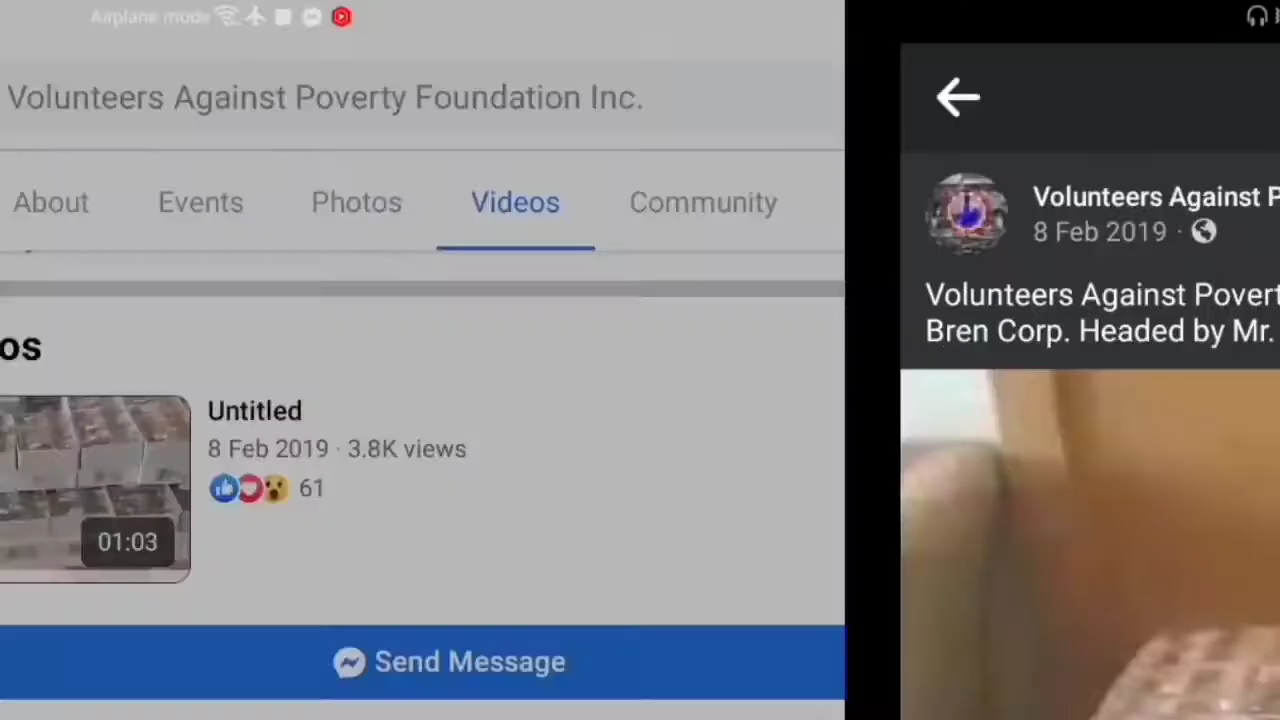 Airplane mode
Volunteers Against Poverty Foundation Inc.
About Events Photos Videos Community
os
Untitled
8 Feb 2019 · 3.8K views
61
01:03
Send Message
Volunteers Against P
8 Feb 2019 ·
Volunteers Against Povert
Bren Corp. Headed by Mr.